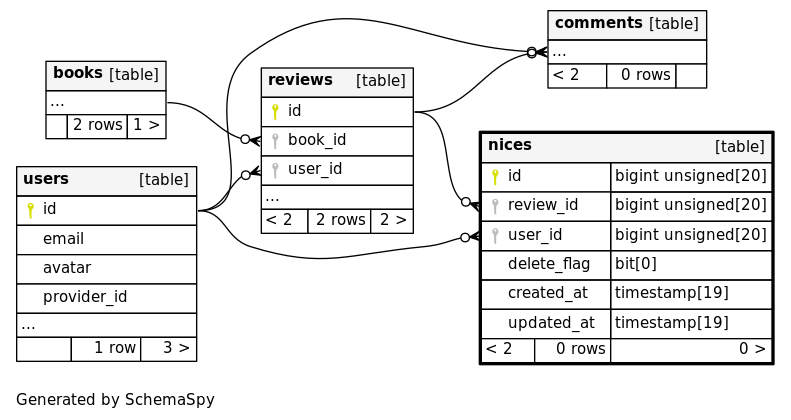 books [table]
...
2 rows 1 >
users [table]
id
email
avatar
provider_id
...
1 row 3 >
reviews [table]
id
book_id
user_id
...
< 2 2 rows 2 >
comments [table]
...
< 2 0 rows
nices [table]
id bigint unsigned[20]
review_id bigint unsigned[20]
user_id bigint unsigned[20]
delete_flag bit[0]
created_at timestamp[19]
updated_at timestamp[19]
< 2 0 rows 0 >
Generated by SchemaSpy